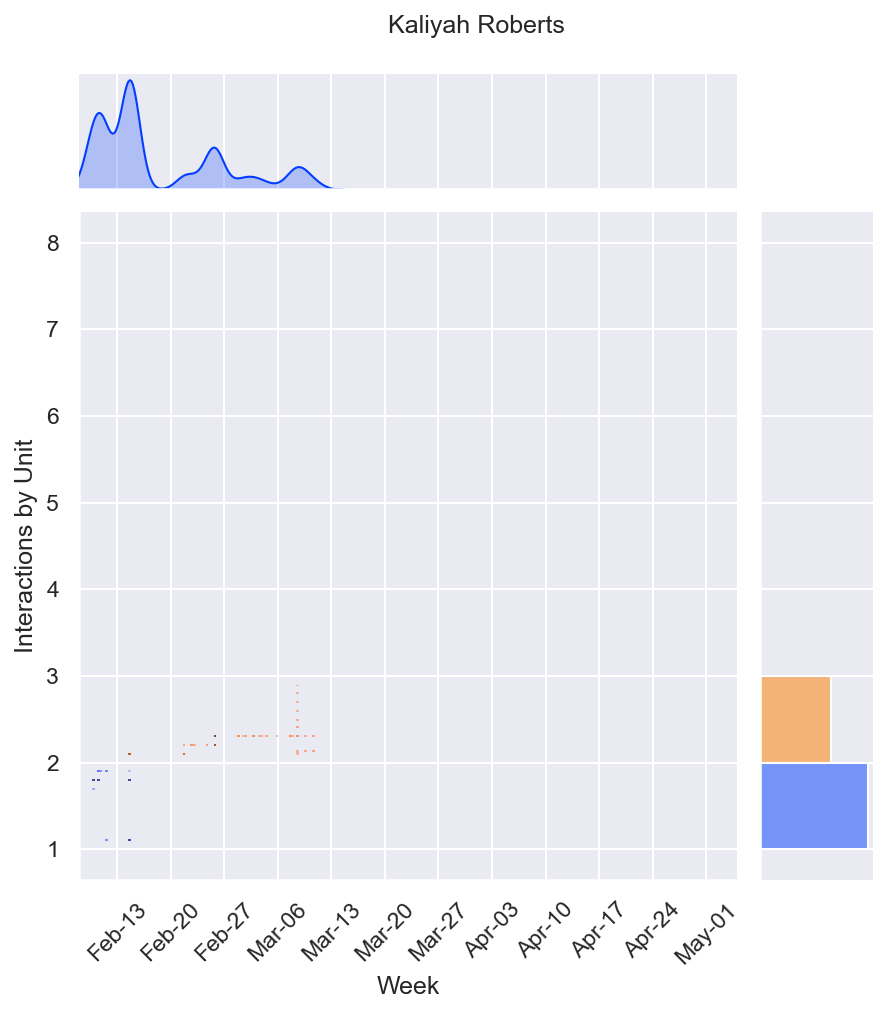 Kaliyah Roberts
8
7
6
5
4
3
2
1
Interactions by Unit
Feb-13
Feb-20
Feb-27
Mar-06
Mar-13
Mar-20
Mar-27
Apr-03
Apr-10
Apr-17
Apr-24
May-01
Week